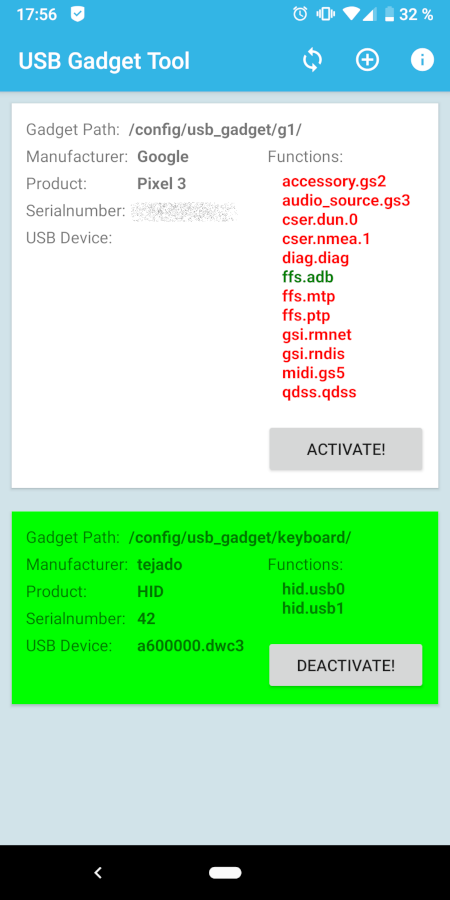 17:56 32 %
USB Gadget Tool
Gadget Path: /config/usb_gadget/g1/
Manufacturer: Google
Product: Pixel 3
Serialnumber:
USB Device:
Functions:
accessory.gs2
audio_source.gs3
cser.dun.0
cser.nmea.1
diag.diag
ffs.adb
ffs.mtp
ffs.ptp
gsi.rmnet
gsi.rndis
midi.gs5
qdss.qdss
ACTIVATE!
Gadget Path: /config/usb_gadget/keyboard/
Manufacturer: tejado
Product: HID
Serialnumber: 42
USB Device: a600000.dwc3
Functions:
hid.usb0
hid.usb1
DEACTIVATE!